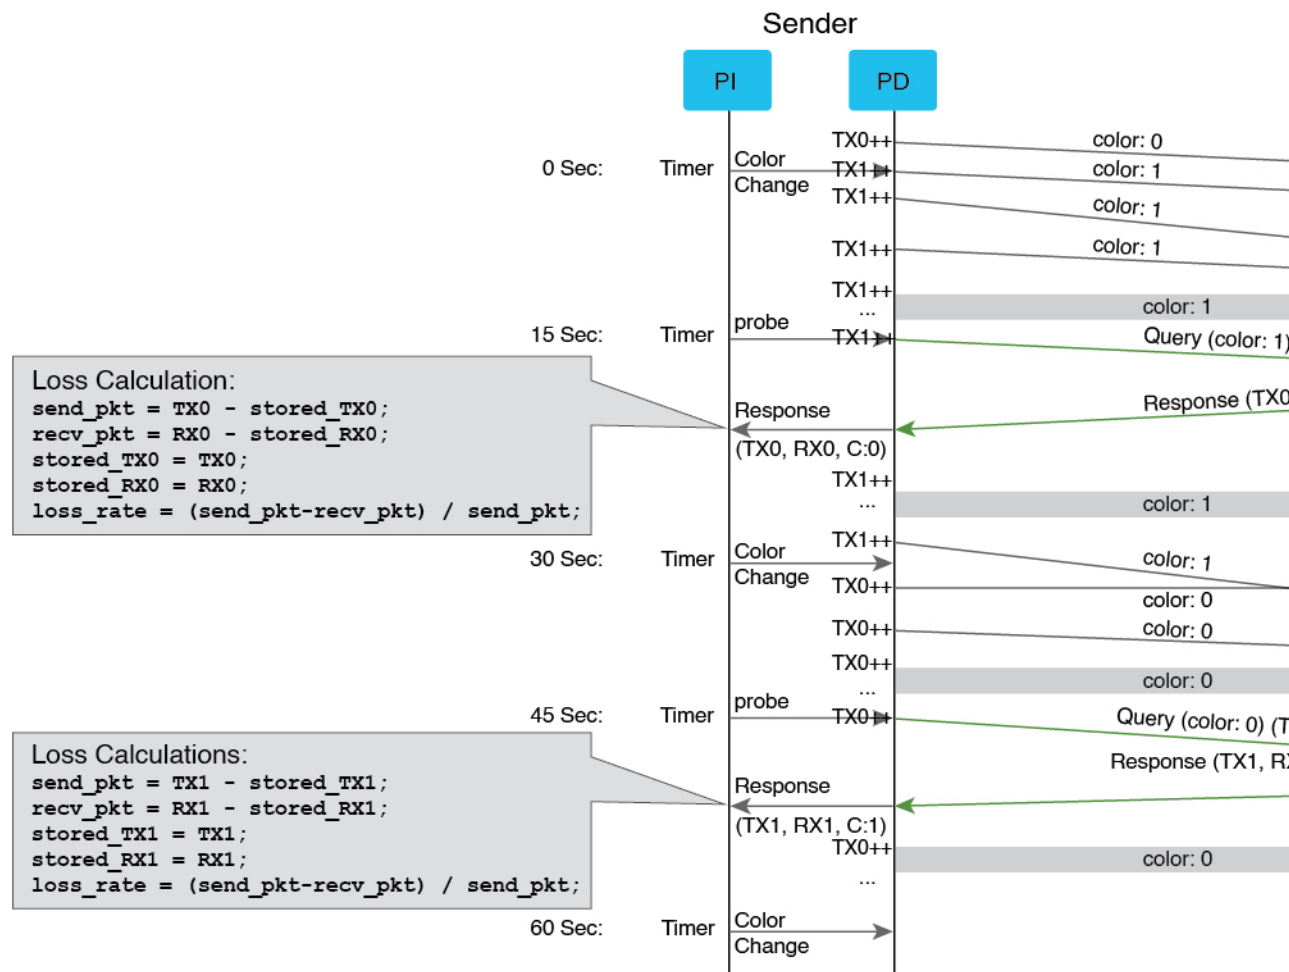 Sender
PI
PD
TX0++
color: 0
0 Sec:
Timer
Color
Change
TX1++
color: 1
TX1++
color: 1
TX1++
color: 1
TX1++
...
color: 1
15 Sec:
Timer
probe
TX1++
Query (color: 1)
Loss Calculation:
send_pkt = TX0 - stored_TX0;
recv_pkt = RX0 - stored_RX0;
stored_TX0 = TX0;
stored_RX0 = RX0;
loss_rate = (send_pkt-recv_pkt) / send_pkt;
Response
(TX0, RX0, C:0)
Response (TX0
TX1++
...
color: 1
TX1++
color: 1
30 Sec:
Timer
Color
Change
TX0++
color: 0
TX0++
color: 0
TX0++
...
color: 0
45 Sec:
Timer
probe
TX0++
Query (color: 0) (T
Loss Calculations:
send_pkt = TX1 - stored_TX1;
recv_pkt = RX1 - stored_RX1;
stored_TX1 = TX1;
stored_RX1 = RX1;
loss_rate = (send_pkt-recv_pkt) / send_pkt;
Response (TX1, RX
Response
(TX1, RX1, C:1)
TX0++
...
color: 0
60 Sec:
Timer
Color
Change